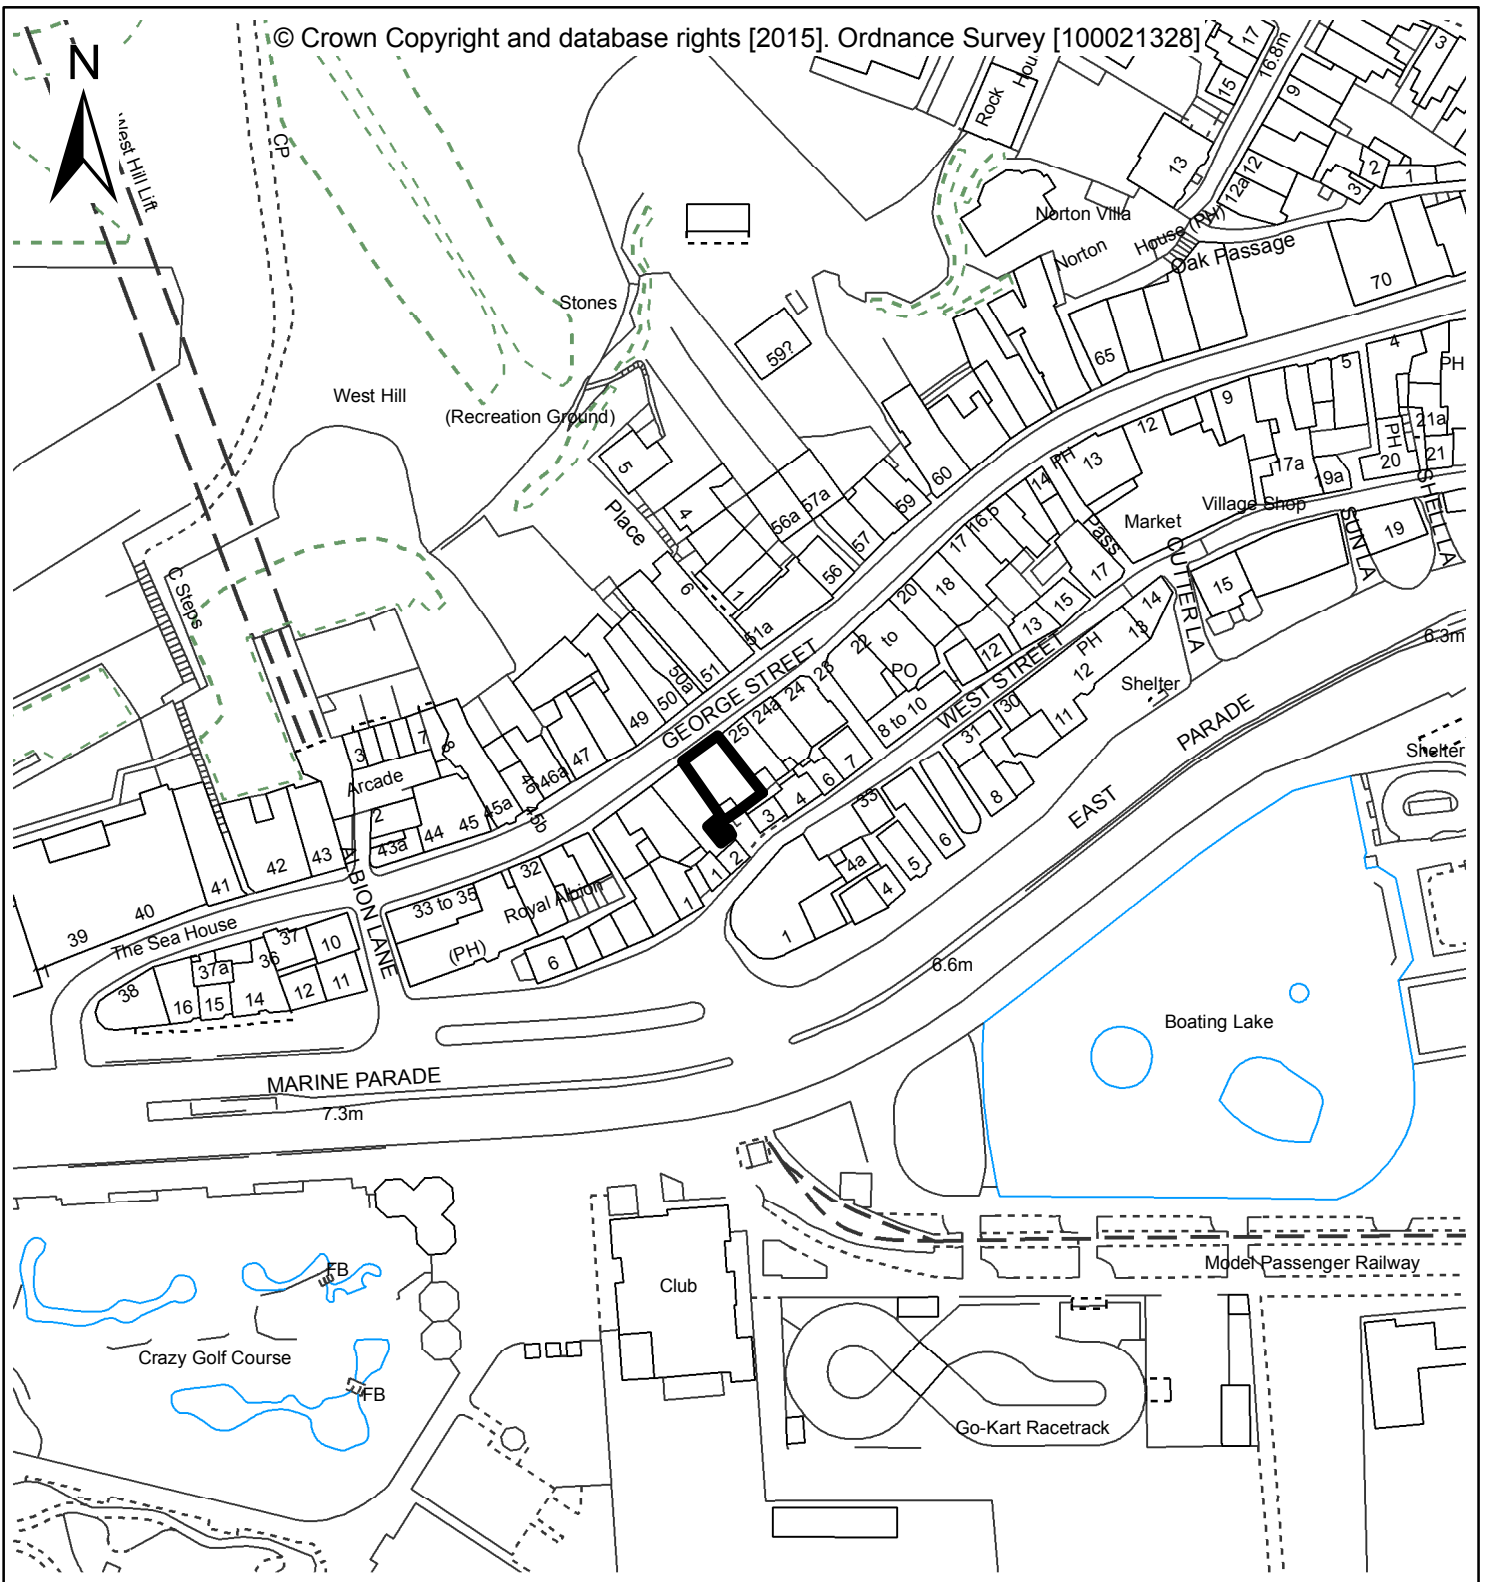 © Crown Copyright and database rights [2015]. Ordnance Survey [100021328]
N
West Hill Lift
CP
Rock
Hou
17
15
16.8m
9
3
13
12
12a
2
3
1
Norton Villa
Norton
House (PH)
Oak Passage
70
Stones
59?
65
4
5
PH
West Hill
(Recreation Ground)
9
12
21a
PH
5
60
PH
13
17a
20
21
4
Place
56a
57a
59
14
19a
Village Shop
SHELL LA
16.5
Market
SUN LA
19
57
17
Pass
CUTTER LA
C Steps
6
1
56
20
18
17
15
15
14
51a
22
to
13
13
6.3m
50a
51
GEORGE STREET
23
PO
12
WEST STREET
PH
12
Shelter
50
24
49
24a
8 to 10
30
11
PARADE
25
31
3
7
8
47
Shelter
Arcade
46
46a
7
6
8
EAST
2
45a
45b
4
33
3
43a
44
45
6
42
43
ALBION LANE
2
4a
5
41
32
1
4
40
33 to 35
Royal Albion
1
39
The Sea House
37
10
(PH)
1
36
6
6.6m
37a
38
16
15
14
12
11
Boating Lake
MARINE PARADE
7.3m
FB
Model Passenger Railway
Club
Crazy Golf Course
FB
Go-Kart Racetrack